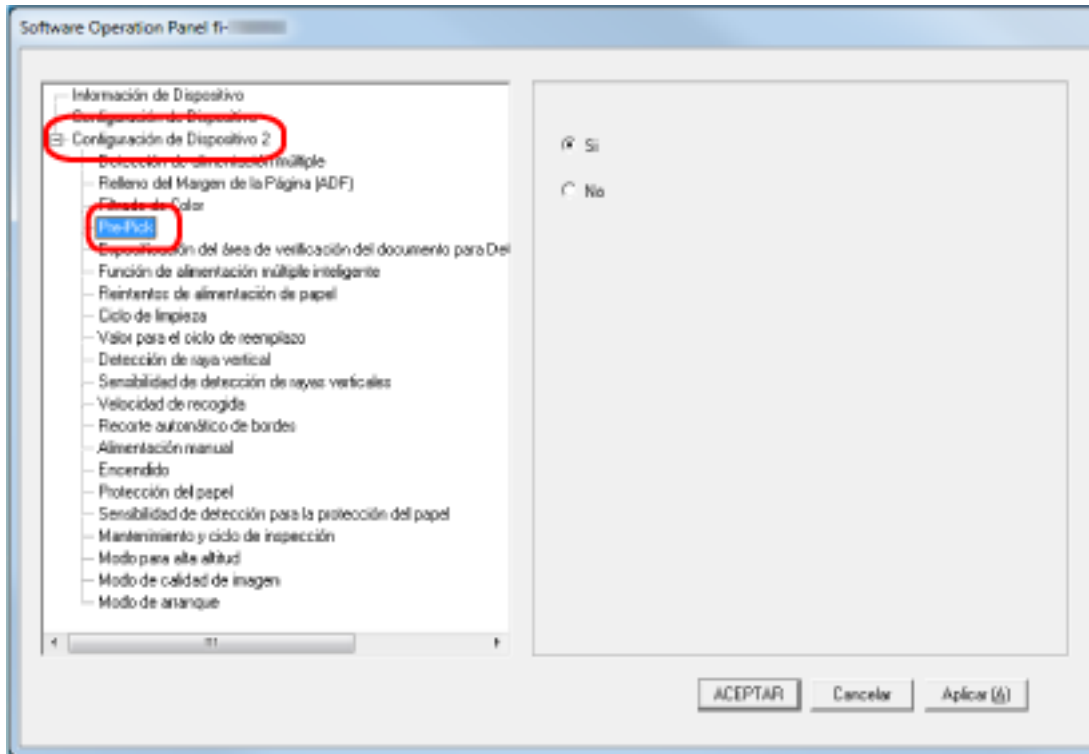 Software Operation Panel fi-
Información de Dispositivo
Configuración de Dispositivo
Configuración de Dispositivo 2
Detección de alimentación múltiple
Relleno del Margen de la Página (ADF)
Filtrado de Color
Pre-Pick
Especificación del área de verificación del documento para Det
Función de alimentación múltiple inteligente
Reintentos de alimentación de papel
Ciclo de limpieza
Valor para el ciclo de reemplazo
Detección de raya vertical
Sensibilidad de detección de rayas verticales
Velocidad de recogida
Recorte automático de bordes
Alimentación manual
Encendido
Protección del papel
Sensibilidad de detección para la protección del papel
Mantenimiento y ciclo de inspección
Modo para alta altitud
Modo de calidad de imagen
Modo de arranque
Si
No
ACEPTAR
Cancelar
Aplicar (A)